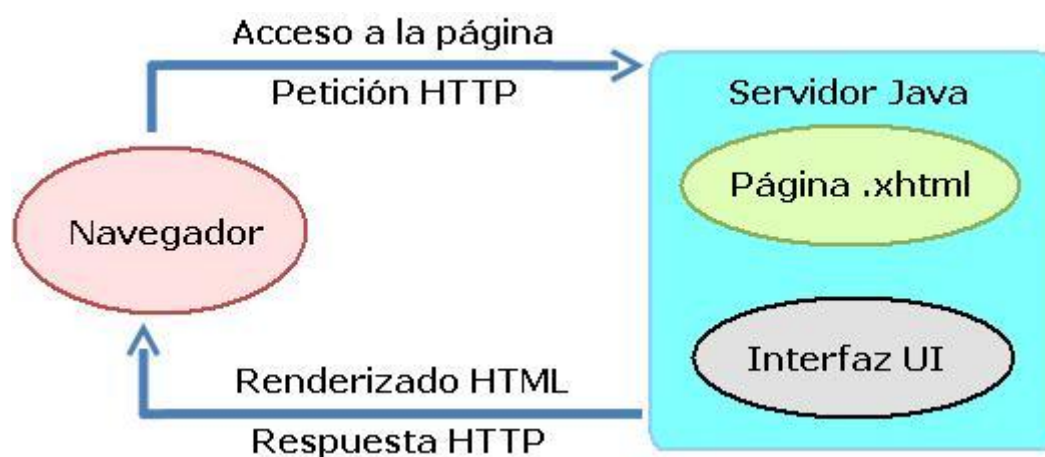 Acceso a la página
Petición HTTP
Servidor Java
Página .xhtml
Navegador
Interfaz UI
Renderizado HTML
Respuesta HTTP